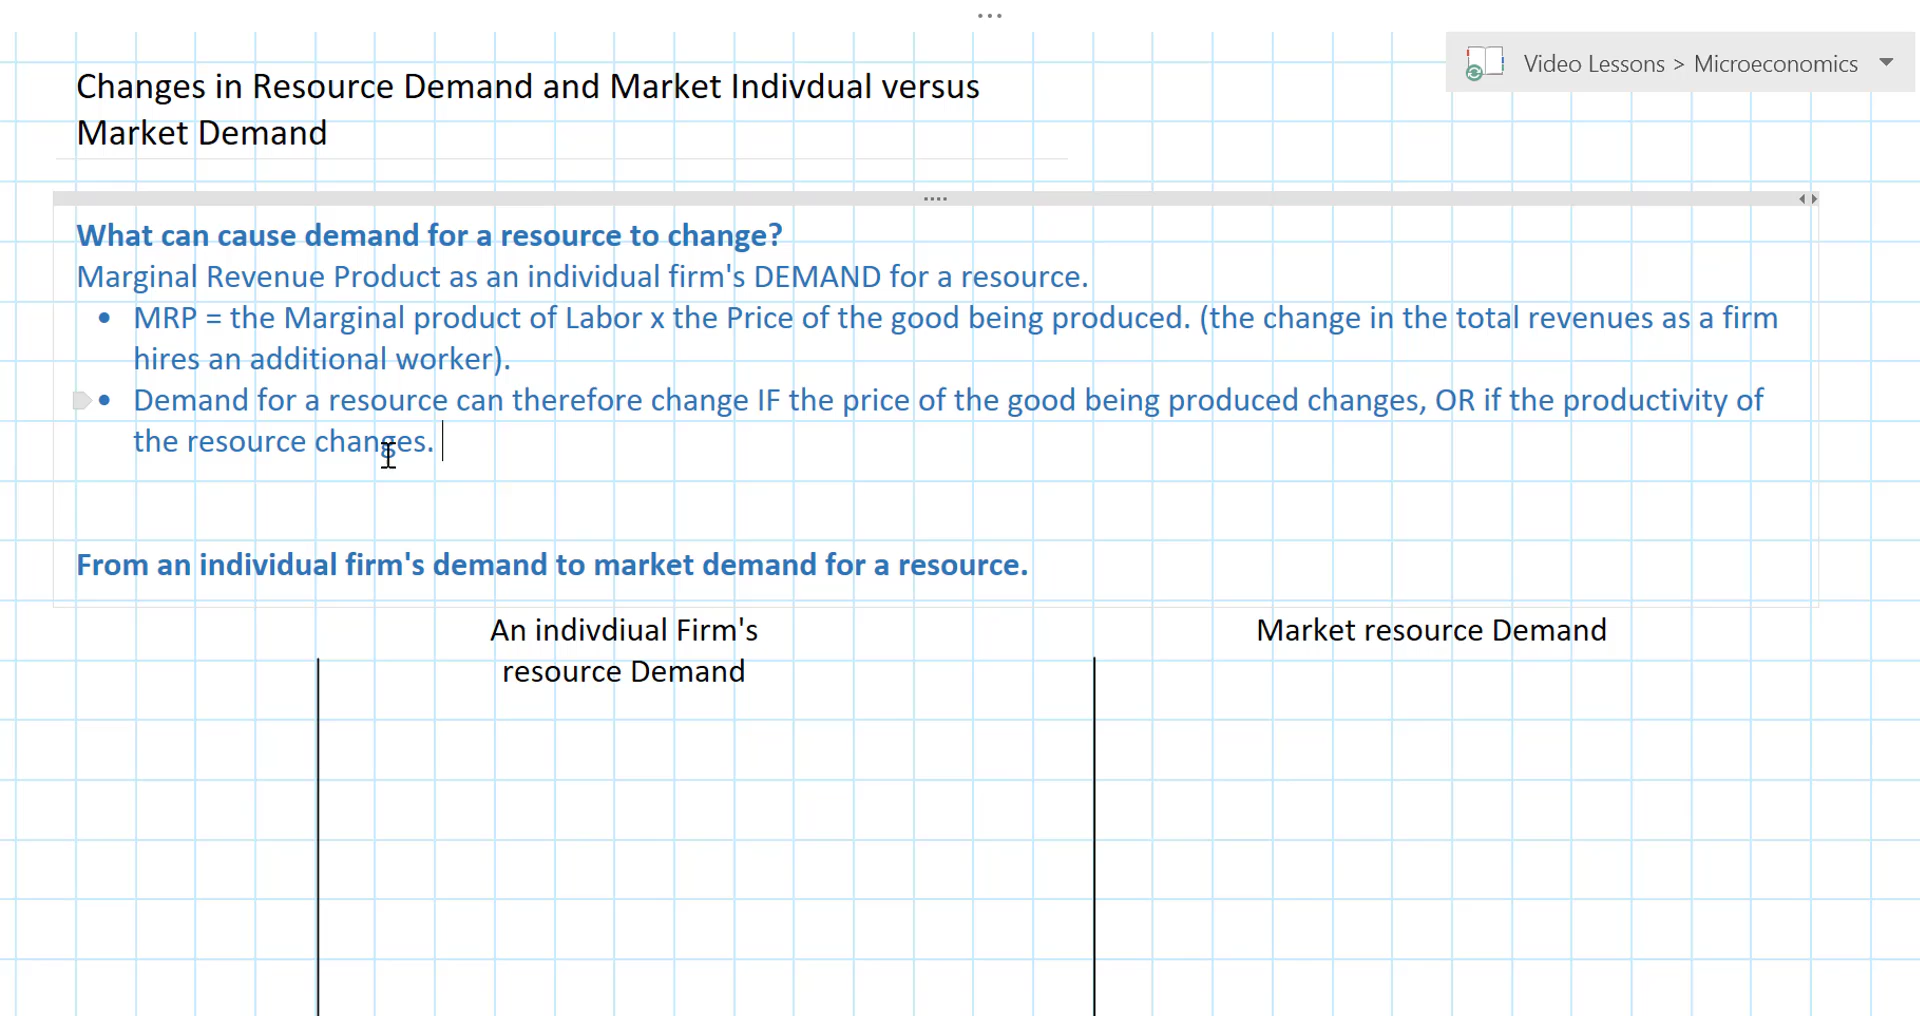 Video Lessons > Microeconomics
Changes in Resource Demand and Market Indivdual versus
Market Demand
What can cause demand for a resource to change?
Marginal Revenue Product as an individual firm's DEMAND for a resource.
• MRP = the Marginal product of Labor x the Price of the good being produced. (the change in the total revenues as a firm
hires an additional worker).
• Demand for a resource can therefore change IF the price of the good being produced changes, OR if the productivity of
the resource changes.
From an individual firm's demand to market demand for a resource.
An indivdiual Firm's
resource Demand
Market resource Demand